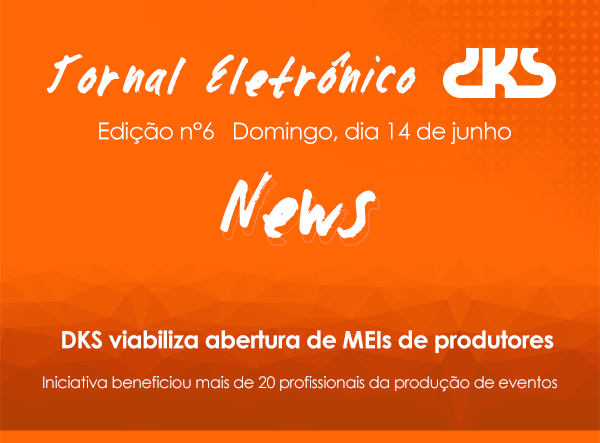 Jornal Eletrônico DKS
Edição nº6 Domingo, dia 14 de junho
News
DKS viabiliza abertura de MEIs de produtores
Iniciativa beneficiou mais de 20 profissionais da produção de eventos